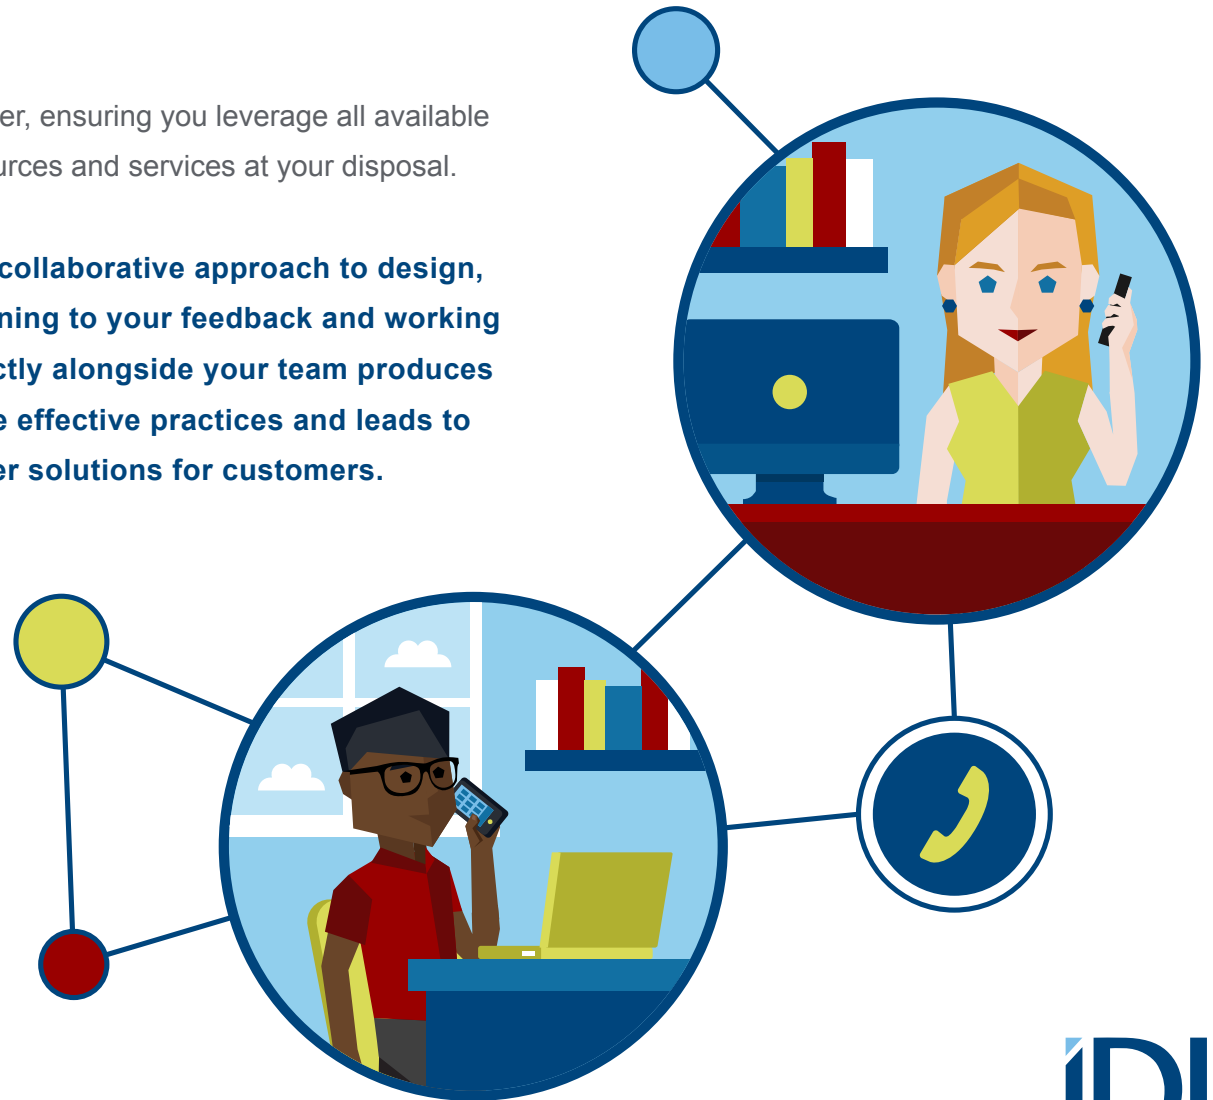 er, ensuring you leverage all available
urces and services at your disposal.
collaborative approach to design,
ning to your feedback and working
ctly alongside your team produces
e effective practices and leads to
er solutions for customers.